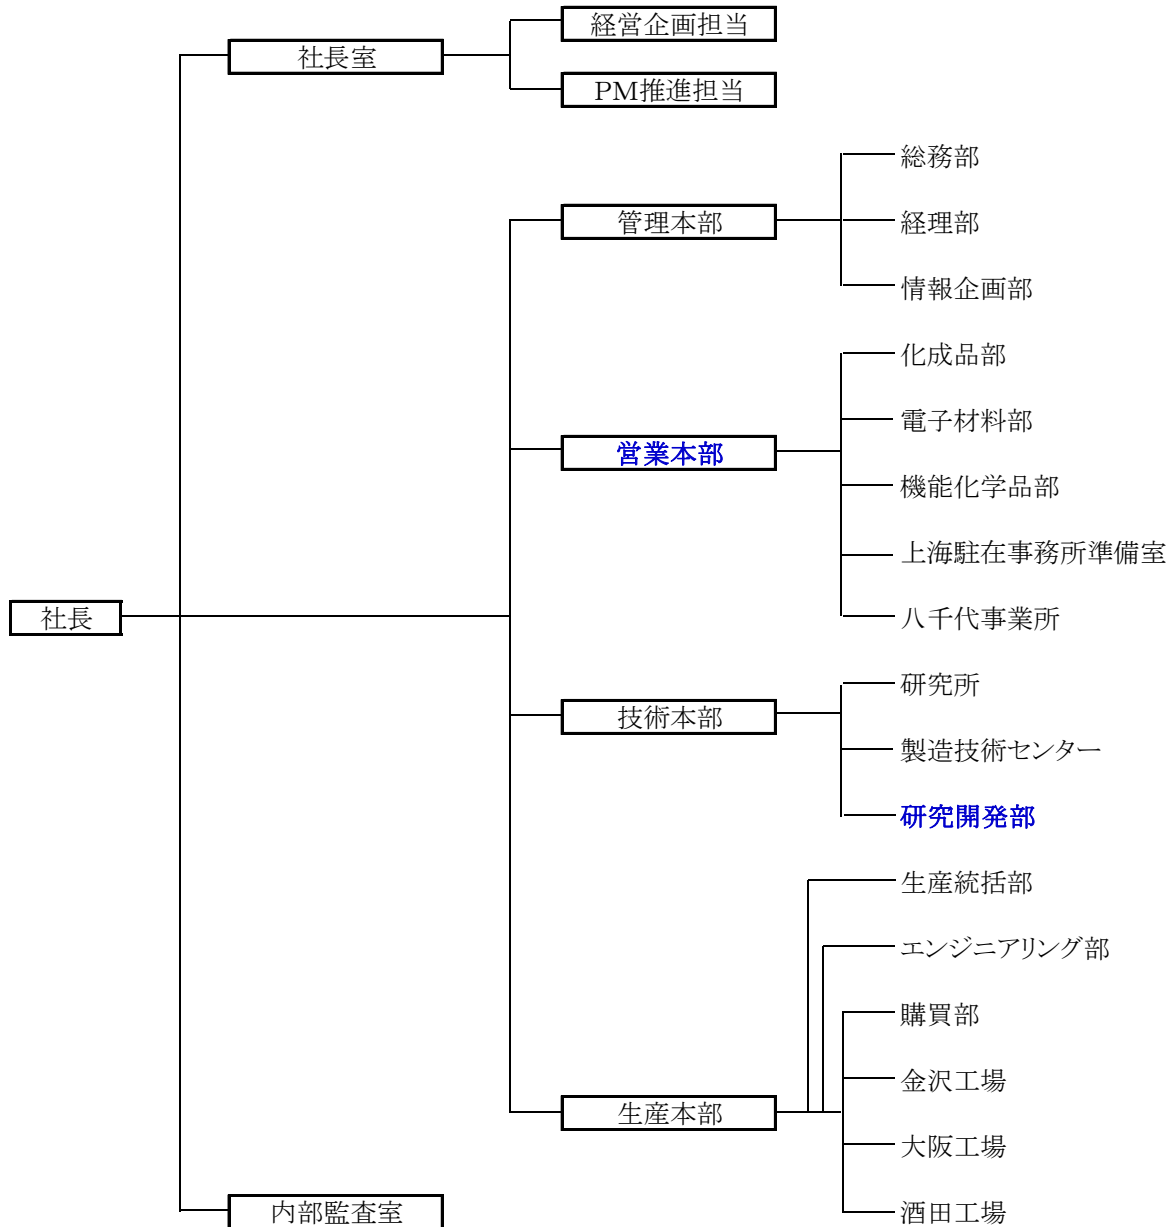 経営企画担当
社長室
PM推進担当
総務部
管理本部
経理部
情報企画部
化成品部
電子材料部
営業本部
機能化学品部
上海駐在事務所準備室
社長
八千代事業所
研究所
技術本部
製造技術センター
研究開発部
生産統括部
エンジニアリング部
購買部
金沢工場
生産本部
大阪工場
内部監査室
酒田工場